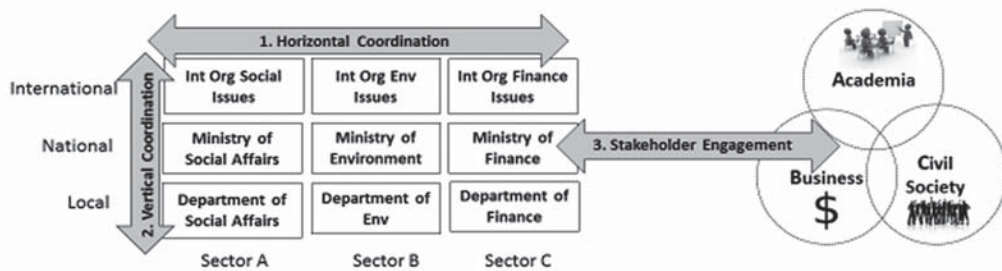 1. Horizontal Coordination
2. Vertical Coordination
International
Int Org Social
Issues
Int Org Env
Issues
Int Org Finance
Issues
National
Ministry of
Social Affairs
Ministry of
Environment
Ministry of
Finance
Local
Department of
Social Affairs
Department of
Env
Department of
Finance
Sector A
Sector B
Sector C
3. Stakeholder Engagement
Academia
Business
$
Civil
Society